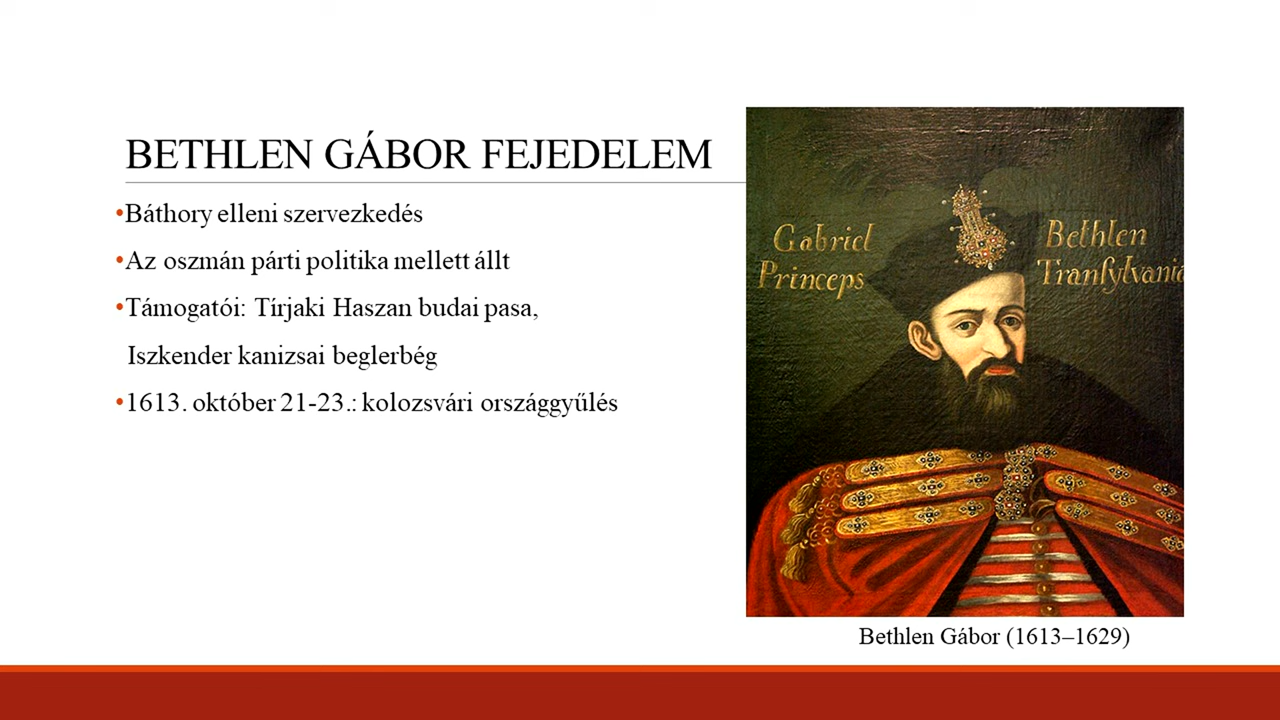 BETHLEN GÁBOR FEJEDELEM
•Báthory elleni szervezkedés
•Az oszmán párti politika mellett állt
•Támogatói: Tírjaki Haszan budai pasa,
Iszkender kanizsai beglerbég
•1613. október 21-23.: kolozsvári országgyűlés
Gabriel Bethlen
Princeps Tranſylvania
Bethlen Gábor (1613–1629)